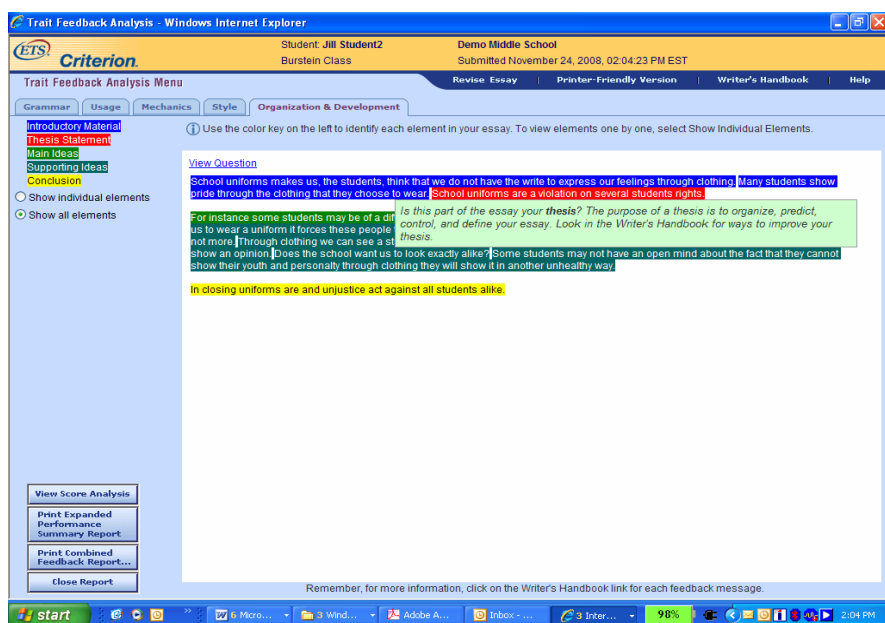 Trait Feedback Analysis - Windows Internet Explorer
ETS Criterion.
Student: Jill Student2
Demo Middle School
Burstein Class
Submitted November 24, 2008, 02:04:23 PM EST
Trait Feedback Analysis Menu
Revise Essay | Printer-Friendly Version | Writer's Handbook | Help
Grammar Usage Mechanics Style Organization & Development
Introductory Material
Thesis Statement
Main Ideas
Supporting Ideas
Conclusion
Show individual elements
Show all elements
Use the color key on the left to identify each element in your essay. To view elements one by one, select Show Individual Elements.
View Question
School uniforms makes us, the students, think that we do not have the write to express our feelings through clothing. Many students show
pride through the clothing that they choose to wear. School uniforms are a violation on several students rights.
For instance some students may be of a dif
us to wear a uniform it forces these people
not more. Through clothing we can see a st
show an opinion. Does the school want us to look exactly alike? Some students may not have an open mind about the fact that they cannot
show their youth and personalty through clothing they will show it in another unhealthy way.
Is this part of the essay your thesis? The purpose of a thesis is to organize, predict,
control, and define your essay. Look in the Writer's Handbook for ways to improve your
thesis.
In closing uniforms are and unjustice act against all students alike.
View Score Analysis
Print Expanded
Performance
Summary Report
Print Combined
Feedback Report...
Close Report
Remember, for more information, click on the Writer's Handbook link for each feedback message.
start
6 Micro...
3 Wind...
Adobe A...
Inbox - ...
3 Inter...
98%
2:04 PM